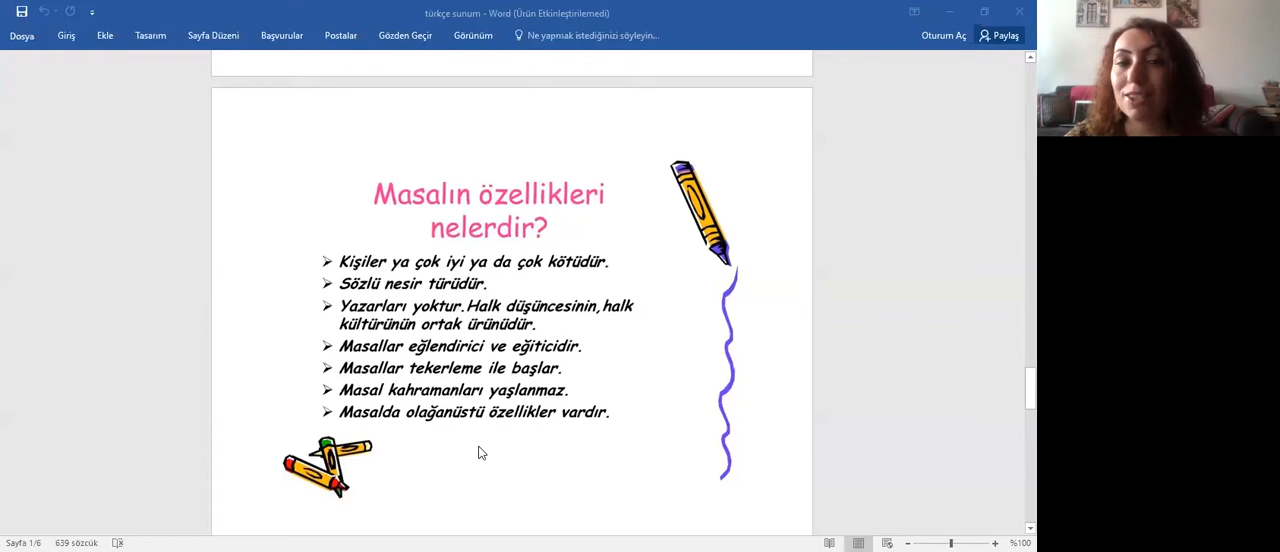 türkçe sunum - Word (Ürün Etkinleştirilemedi)
Dosya Giriş Ekle Tasarım Sayfa Düzeni Başvurular Postalar Gözden Geçir Görünüm Ne yapmak istediğinizi söyleyin... Oturum Aç Paylaş
Masalın özellikleri
nelerdir?
Kişiler ya çok iyi ya da çok kötüdür.
Sözlü nesir türüdür.
Yazarları yoktur.Halk düşüncesinin,halk
kültürünün ortak ürünüdür.
Masallar eğlendirici ve eğiticidir.
Masallar tekerleme ile başlar.
Masal kahramanları yaşlanmaz.
Masalda olağanüstü özellikler vardır.
Sayfa 1/6 639 sözcük %100